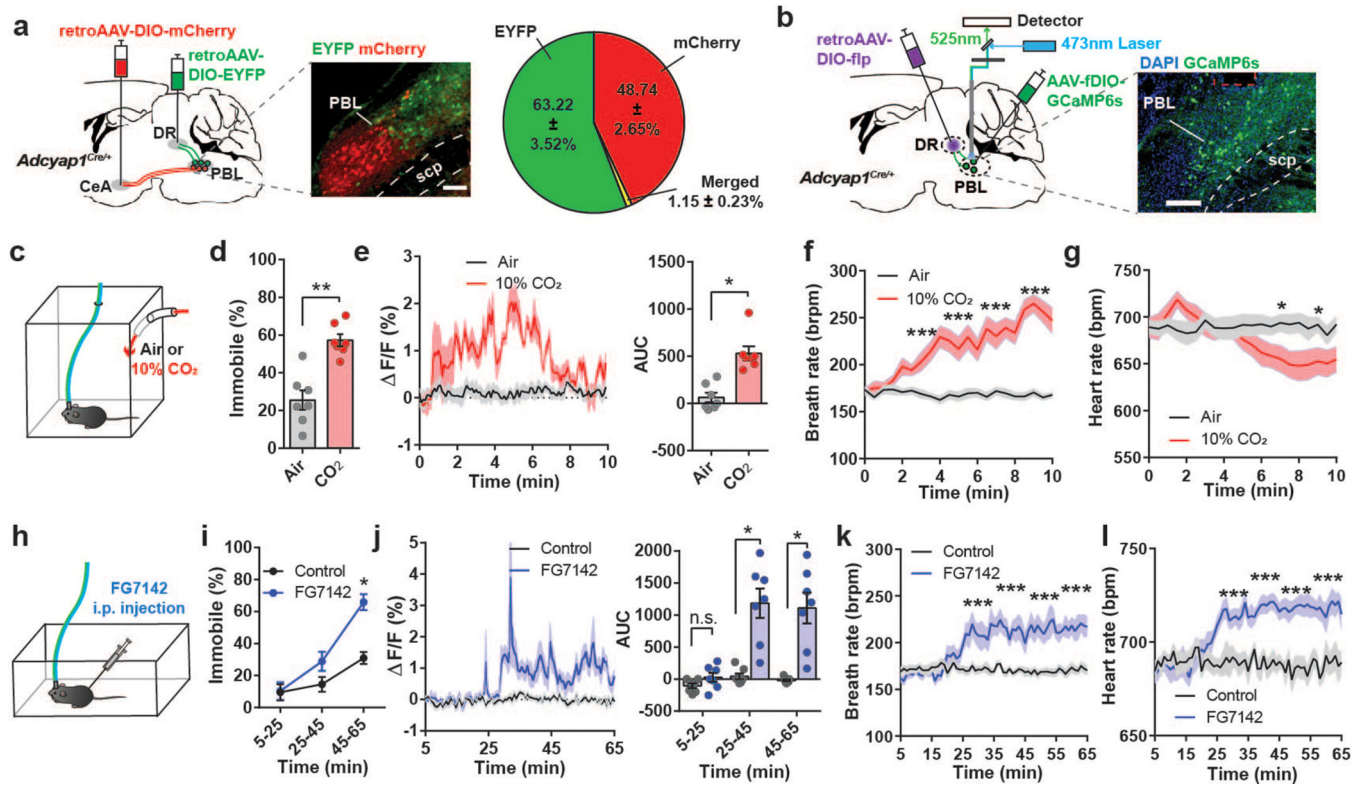 a
retroAAV-DIO-mCherry
retroAAV-
DIO-EYFP
DR
Adcyap1Cre/+
CeA
PBL
EYFP mCherry
PBL
scp
EYFP
mCherry
63.22
±
3.52%
48.74
±
2.65%
Merged
1.15 ± 0.23%
b
Detector
525nm
473nm Laser
retroAAV-
DIO-flp
AAV-fDIO-
GCaMP6s
DR
Adcyap1Cre/+
PBL
DAPI GCaMP6s
PBL
scp
c
Air or
10% CO₂
d
Immobile (%)
100
80
60
40
20
0
**
Air
CO₂
e
ΔF/F (%)
3
2
1
0
-1
Air
10% CO₂
0 2 4 6 8 10
Time (min)
AUC
1500
1000
500
0
-500
*
Air
CO₂
f
Breath rate (brpm)
300
250
200
150
100
Air
10% CO₂
*** *** *** ***
0 2 4 6 8 10
Time (min)
g
Heart rate (bpm)
750
700
650
600
550
* *
Air
10% CO₂
0 2 4 6 8 10
Time (min)
h
FG7142
i.p. injection
i
Immobile (%)
100
80
60
40
20
0
Control
FG7142
*
5-25
25-45
45-65
Time (min)
j
ΔF/F (%)
6
5
4
3
2
1
0
-1
Control
FG7142
5 25 45 65
Time (min)
AUC
2000
1500
1000
500
0
-500
n.s.
*
*
Control
FG7142
5-25
25-45
45-65
Time (min)
k
Breath rate (brpm)
300
250
200
150
100
Control
FG7142
*** *** *** ***
5 15 25 35 45 55 65
Time (min)
l
Heart rate (bpm)
750
700
650
*** *** *** ***
Control
FG7142
5 15 25 35 45 55 65
Time (min)